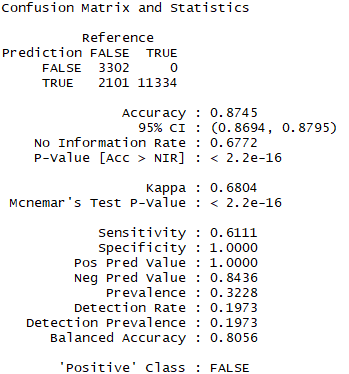 Confusion Matrix and Statistics
Reference
Prediction FALSE TRUE
FALSE 3302 0
TRUE 2101 11334
Accuracy : 0.8745
95% CI : (0.8694, 0.8795)
No Information Rate : 0.6772
P-Value [Acc > NIR] : < 2.2e-16
Kappa : 0.6804
Mcnemar's Test P-Value : < 2.2e-16
Sensitivity : 0.6111
Specificity : 1.0000
Pos Pred Value : 1.0000
Neg Pred Value : 0.8436
Prevalence : 0.3228
Detection Rate : 0.1973
Detection Prevalence : 0.1973
Balanced Accuracy : 0.8056
'Positive' Class : FALSE